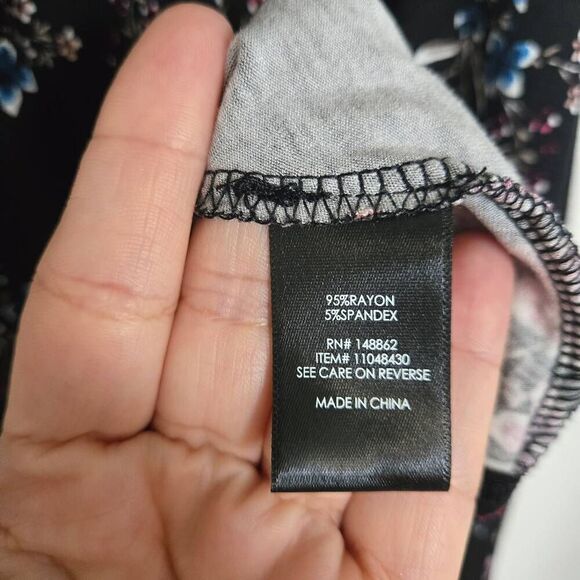 95%RAYON
5%SPANDEX
RN# 148862
ITEM# 11048430
SEE CARE ON REVERSE
MADE IN CHINA